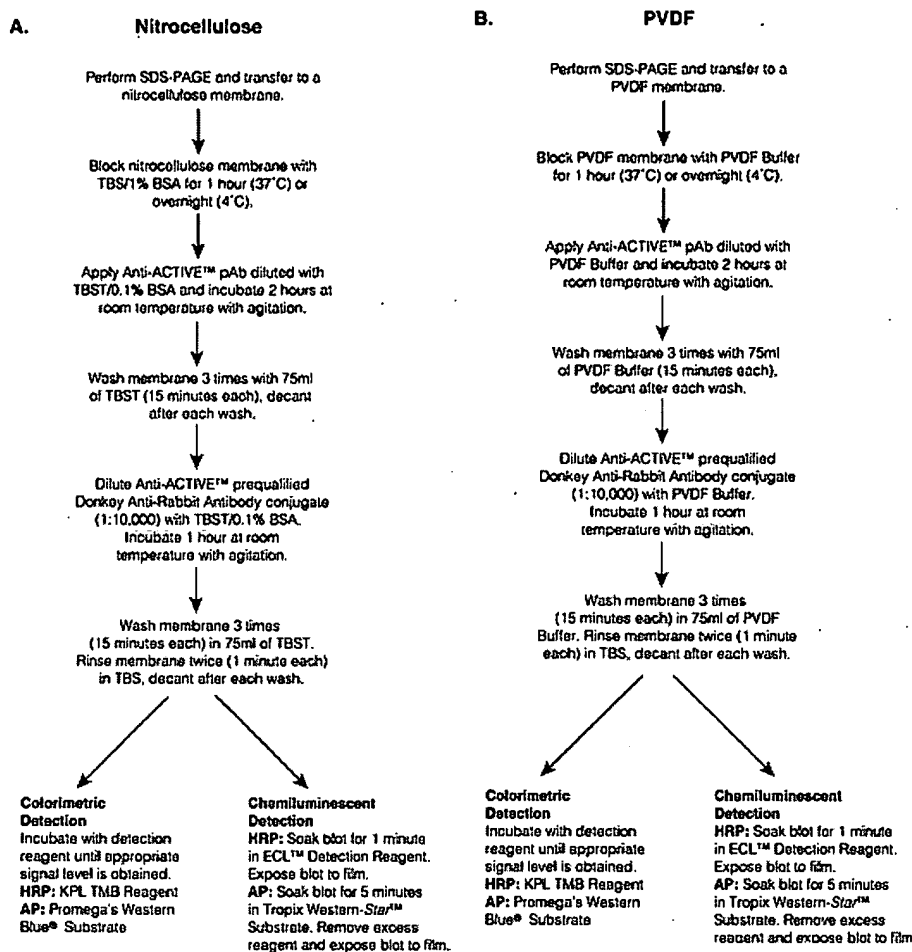 A.
Nitrocellulose
Perform SDS-PAGE and transfer to a
nitrocellulose membrane.
Block nitrocellulose membrane with
TBS/1% BSA for 1 hour (37°C) or
overnight (4°C).
Apply Anti-ACTIVE™ pAb diluted with
TBST/0.1% BSA and incubate 2 hours at
room temperature with agitation.
Wash membrane 3 times with 75ml
of TBST (15 minutes each), decant
after each wash.
Dilute Anti-ACTIVE™ prequalified
Donkey Anti-Rabbit Antibody conjugate
(1:10,000) with TBST/0.1% BSA.
Incubate 1 hour at room
temperature with agitation.
Wash membrane 3 times
(15 minutes each) in 75ml of TBST.
Rinse membrane twice (1 minute each)
in TBS, decant after each wash.
Colorimetric
Detection
Incubate with detection
reagent until appropriate
signal level is obtained.
HRP: KPL TMB Reagent
AP: Promega's Western
Blue® Substrate
Chemiluminescent
Detection
HRP: Soak blot for 1 minute
in ECL™ Detection Reagent.
Expose blot to film.
AP: Soak blot for 5 minutes
in Tropix Western-Star™
Substrate. Remove excess
reagent and expose blot to film.
B.
PVDF
Perform SDS-PAGE and transfer to a
PVDF membrane.
Block PVDF membrane with PVDF Buffer
for 1 hour (37°C) or overnight (4°C).
Apply Anti-ACTIVE™ pAb diluted with
PVDF Buffer and incubate 2 hours at
room temperature with agitation.
Wash membrane 3 times with 75ml
of PVDF Buffer (15 minutes each),
decant after each wash.
Dilute Anti-ACTIVE™ prequalified
Donkey Anti-Rabbit Antibody conjugate
(1:10,000) with PVDF Buffer.
Incubate 1 hour at room
temperature with agitation.
Wash membrane 3 times
(15 minutes each) in 75ml of PVDF
Buffer. Rinse membrane twice (1 minute
each) in TBS, decant after each wash.
Colorimetric
Detection
Incubate with detection
reagent until appropriate
signal level is obtained.
HRP: KPL TMB Reagent
AP: Promega's Western
Blue® Substrate
Chemiluminescent
Detection
HRP: Soak blot for 1 minute
in ECL™ Detection Reagent.
Expose blot to film.
AP: Soak blot for 5 minutes in
Tropix Western-Star™
Substrate. Remove excess
reagent and expose blot to film.